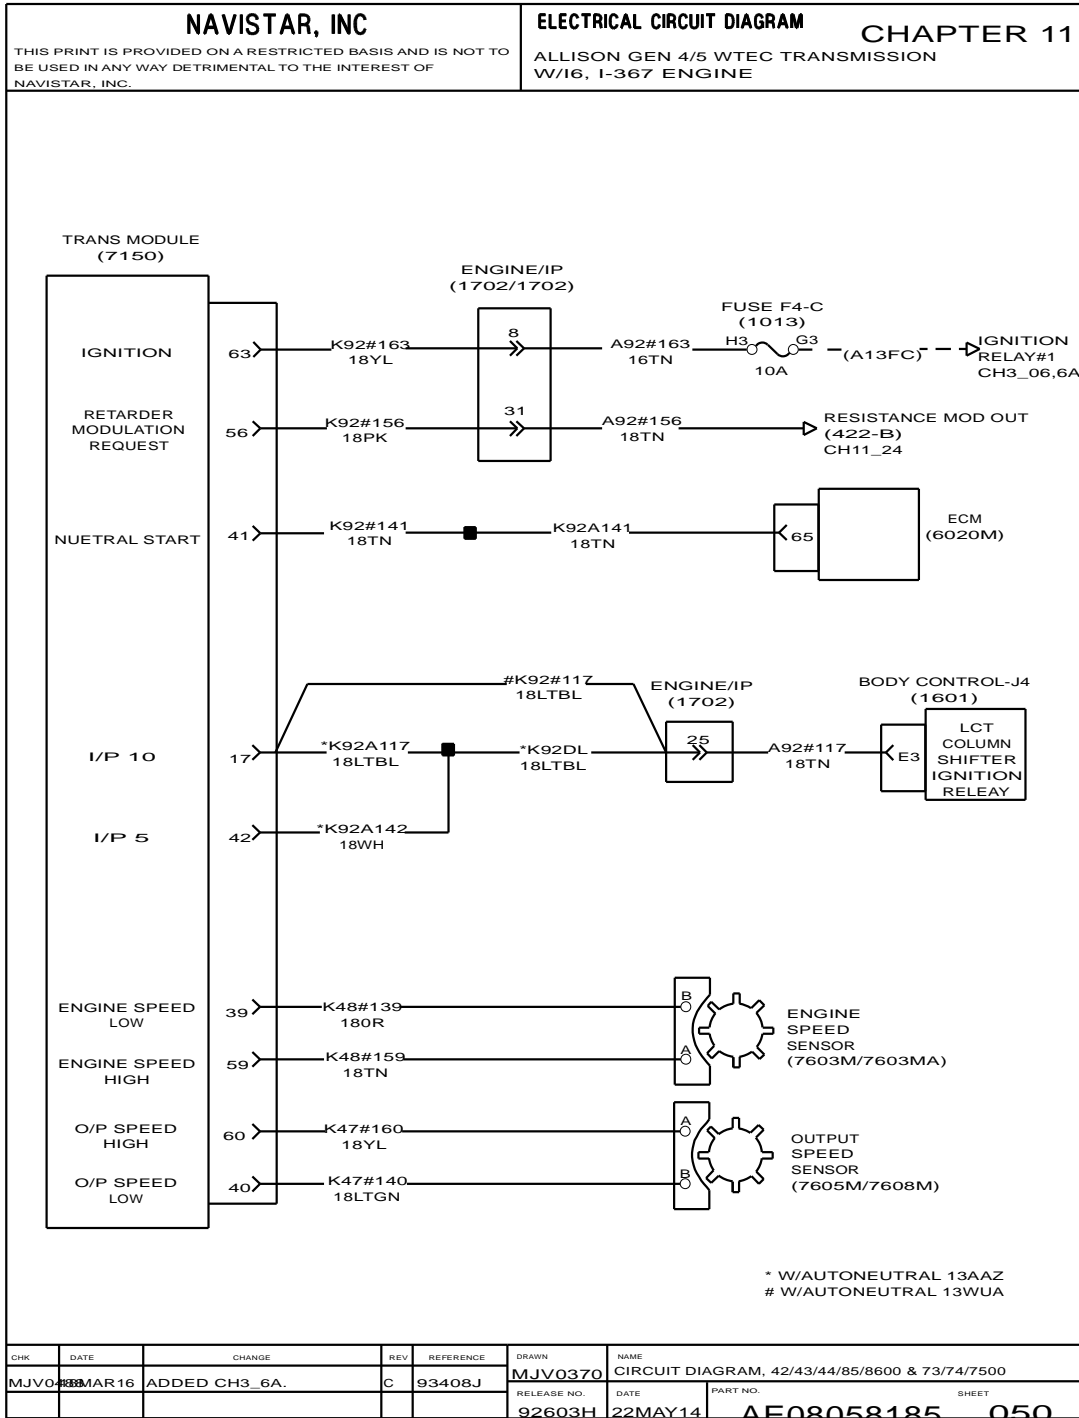 NAVISTAR, INC
THIS PRINT IS PROVIDED ON A RESTRICTED BASIS AND IS NOT TO
BE USED IN ANY WAY DETRIMENTAL TO THE INTEREST OF
NAVISTAR, INC.
ELECTRICAL CIRCUIT DIAGRAM
CHAPTER 11
ALLISON GEN 4/5 WTEC TRANSMISSION
W/I6, I-367 ENGINE
TRANS MODULE
(7150)
ENGINE/IP
(1702/1702)
FUSE F4-C
(1013)
IGNITION
63
K92#163
18YL
8
A92#163
16TN
H3
G3
10A
(A13FC)
IGNITION
RELAY#1
CH3_06,6A
RETARDER
MODULATION
REQUEST
56
K92#156
18PK
31
A92#156
18TN
RESISTANCE MOD OUT
(422-B)
CH11_24
NUETRAL START
41
K92#141
18TN
K92A141
18TN
65
ECM
(6020M)
#K92#117
18LTBL
ENGINE/IP
(1702)
BODY CONTROL-J4
(1601)
I/P 10
17
*K92A117
18LTBL
*K92DL
18LTBL
25
A92#117
18TN
E3
LCT
COLUMN
SHIFTER
IGNITION
RELEAY
I/P 5
42
*K92A142
18WH
ENGINE SPEED
LOW
39
K48#139
180R
B
ENGINE SPEED
HIGH
59
K48#159
18TN
A
ENGINE
SPEED
SENSOR
(7603M/7603MA)
O/P SPEED
HIGH
60
K47#160
18YL
A
O/P SPEED
LOW
40
K47#140
18LTGN
B
OUTPUT
SPEED
SENSOR
(7605M/7608M)
* W/AUTONEUTRAL 13AAZ
# W/AUTONEUTRAL 13WUA
CHK DATE CHANGE REV REFERENCE
MAR16 ADDED CH3_6A. C 93408J
DRAWN
MJV0370
NAME
CIRCUIT DIAGRAM, 42/43/44/85/8600 & 73/74/7500
RELEASE NO.
92603H
DATE
22MAY14
PART NO.
AE08058185
SHEET
050